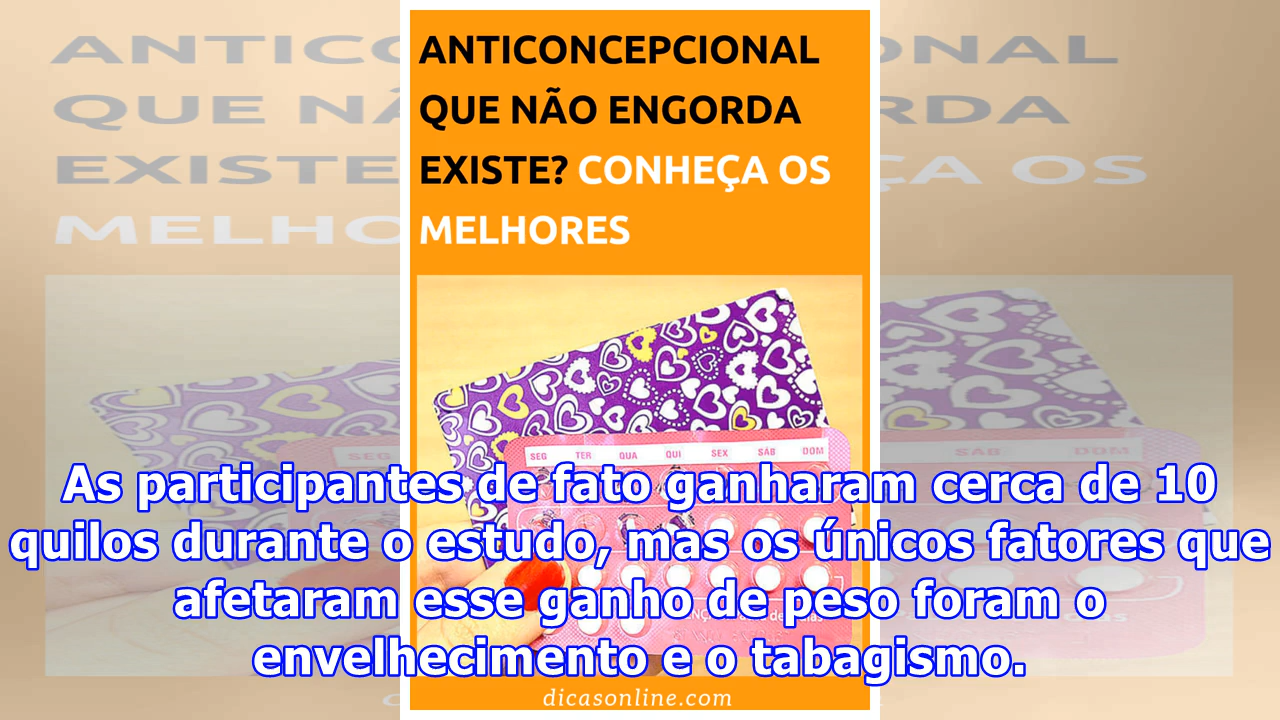 ANTICONCEPCIONAL
QUE NÃO ENGORDA
EXISTE? CONHEÇA OS
MELHORES
SEG TER QUA QUI SEX SÁB DOM
As participantes de fato ganharam cerca de 10
quilos durante o estudo, mas os únicos fatores que
afetaram esse ganho de peso foram o
envelhecimento e o tabagismo.
dicasonline.com